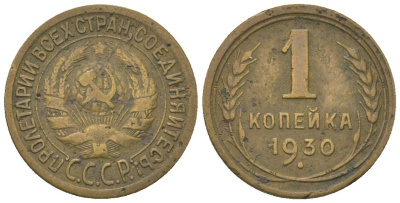 ПРОЛЕТАРИИ ВСЕХ СТРАН, СОЕДИНЯЙТЕСЬ!
С.С.С.Р.
1
КОПЕЙКА
1930